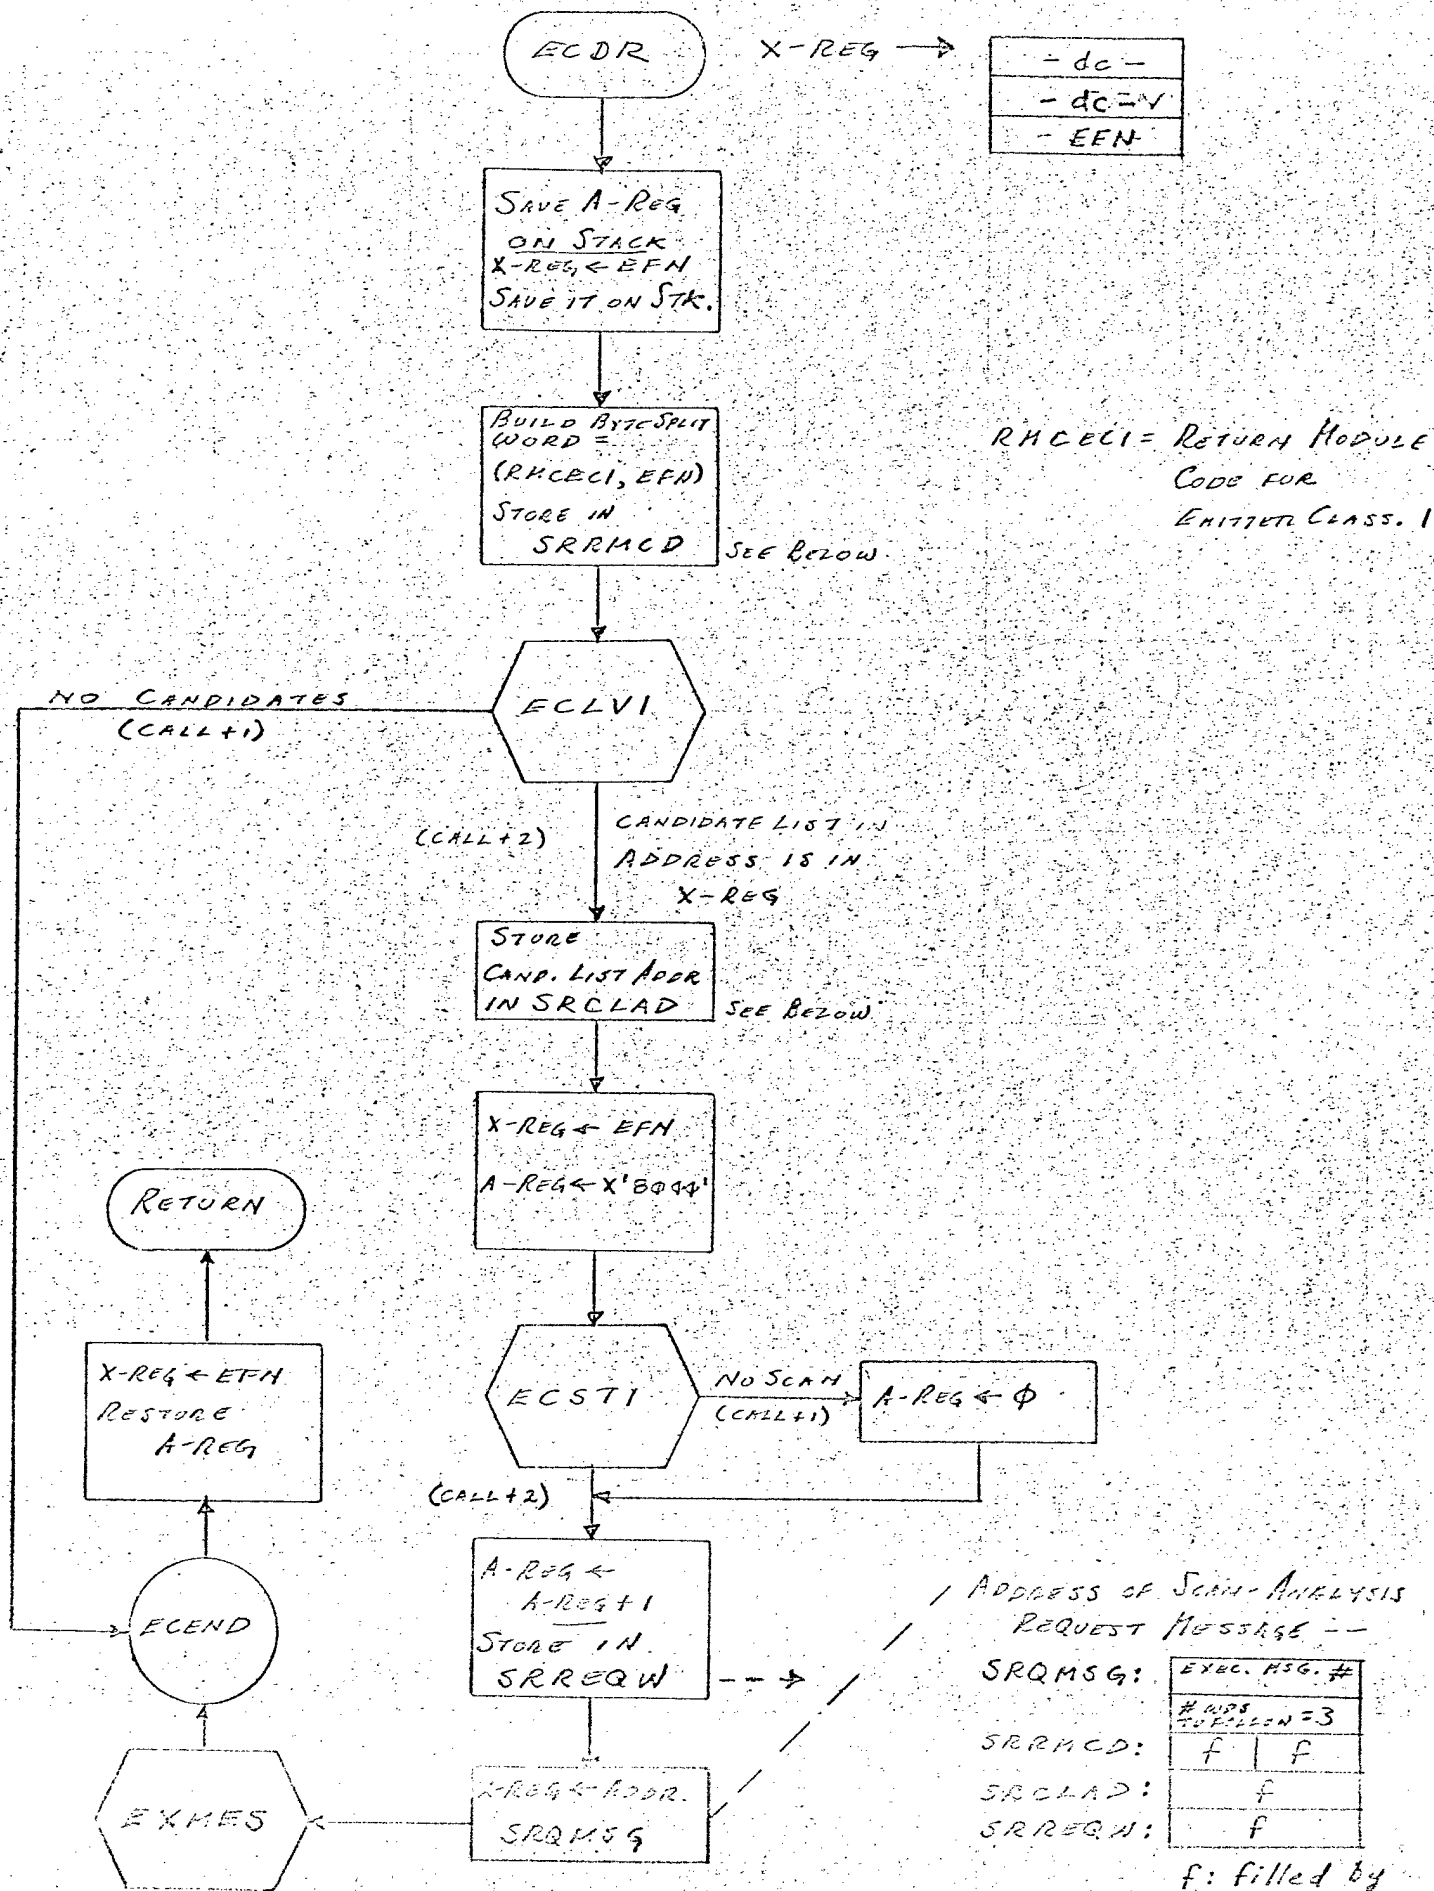 ECDR
X-REG
- dc -
- dc = V
- EFN
SAVE A-REG
ON STACK
X-REG ← EFN
SAVE IT ON STK.
BUILD BYTE SPLIT
WORD =
(RMCEC1, EFN)
STORE IN
SRRMCD
SEE BELOW
RMCEC1 = RETURN MODULE
CODE FOR
EMITTER CLASS. 1
ECLV1
NO CANDIDATES
(CALL+1)
(CALL+2)
CANDIDATE LIST IN
ADDRESS IS IN
X-REG
STORE
CAND. LIST ADDR
IN SRCLAD
SEE BELOW
X-REG ← EFN
A-REG ← X'8φφφ'
RETURN
X-REG ← EFN
RESTORE
A-REG
ECST1
NO SCAN
(CALL+1)
A-REG ← φ
(CALL+2)
A-REG ←
A-REG+1
STORE IN
SRREQW
ECEND
ADDRESS OF SCAN-ANALYSIS
REQUEST MESSAGE --
SRQMSG:
EXEC. MSG. #
# WDS
TO FOLLOW = 3
SRRMCD:
f | f
SRCLAD:
f
SRREQW:
f
X-REG ← ADDR.
SRQMSG
EXMES
f: filled by